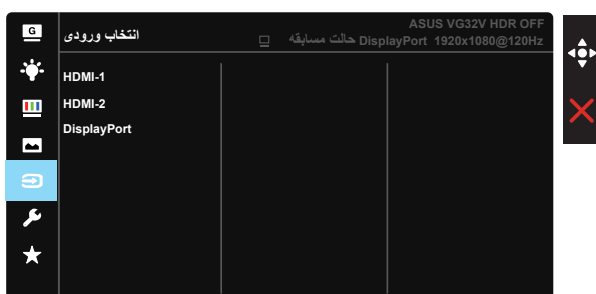 G
انتخاب ورودی
ASUS VG32V HDR OFF
حالت مسابقه DisplayPort 1920x1080@120Hz
HDMI-1
HDMI-2
DisplayPort